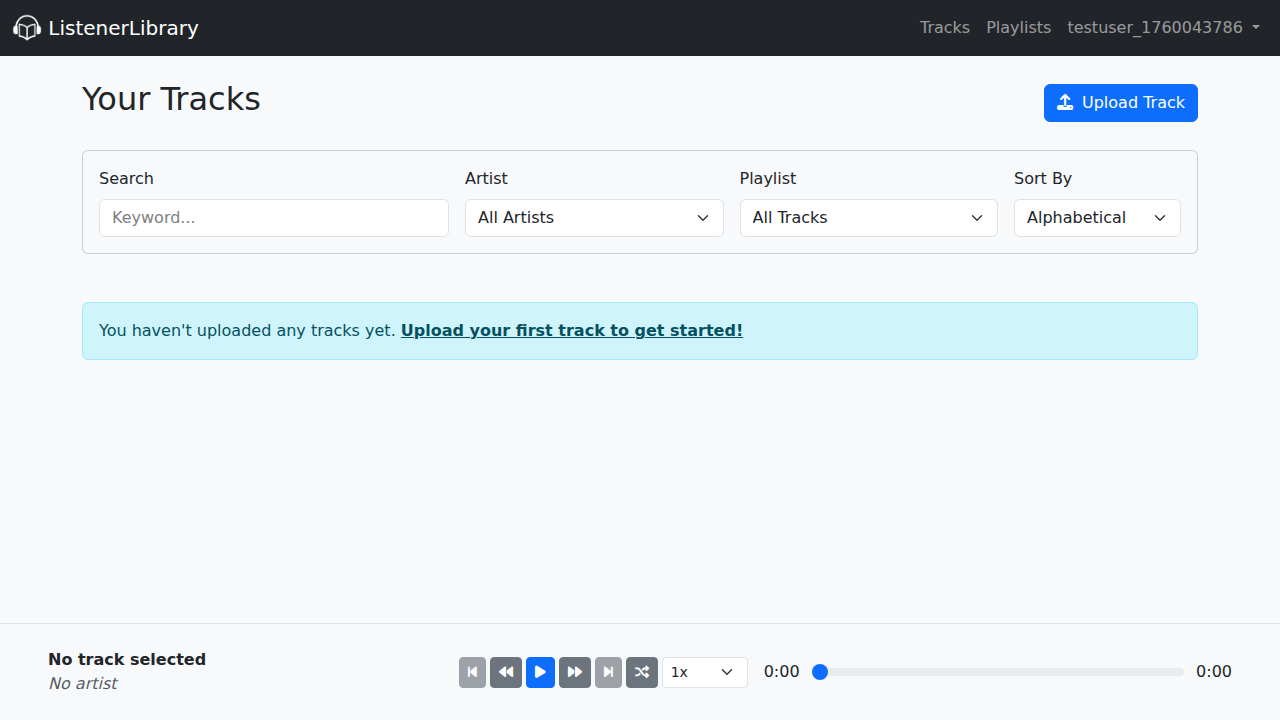 ListenerLibrary
Tracks
Playlists
testuser_1760043786
Your Tracks
Upload Track
Search
Artist
Playlist
Sort By
Keyword...
All Artists
All Tracks
Alphabetical
You haven't uploaded any tracks yet. Upload your first track to get started!
No track selected
No artist
1x
0:00
0:00